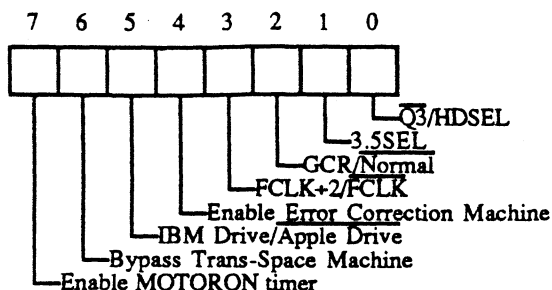 7 6 5 4 3 2 1 0
Q3/HDSEL
3.5SEL
GCR/Normal
FCLK+2/FCLK
Enable Error Correction Machine
IBM Drive/Apple Drive
Bypass Trans-Space Machine
Enable MOTORON timer